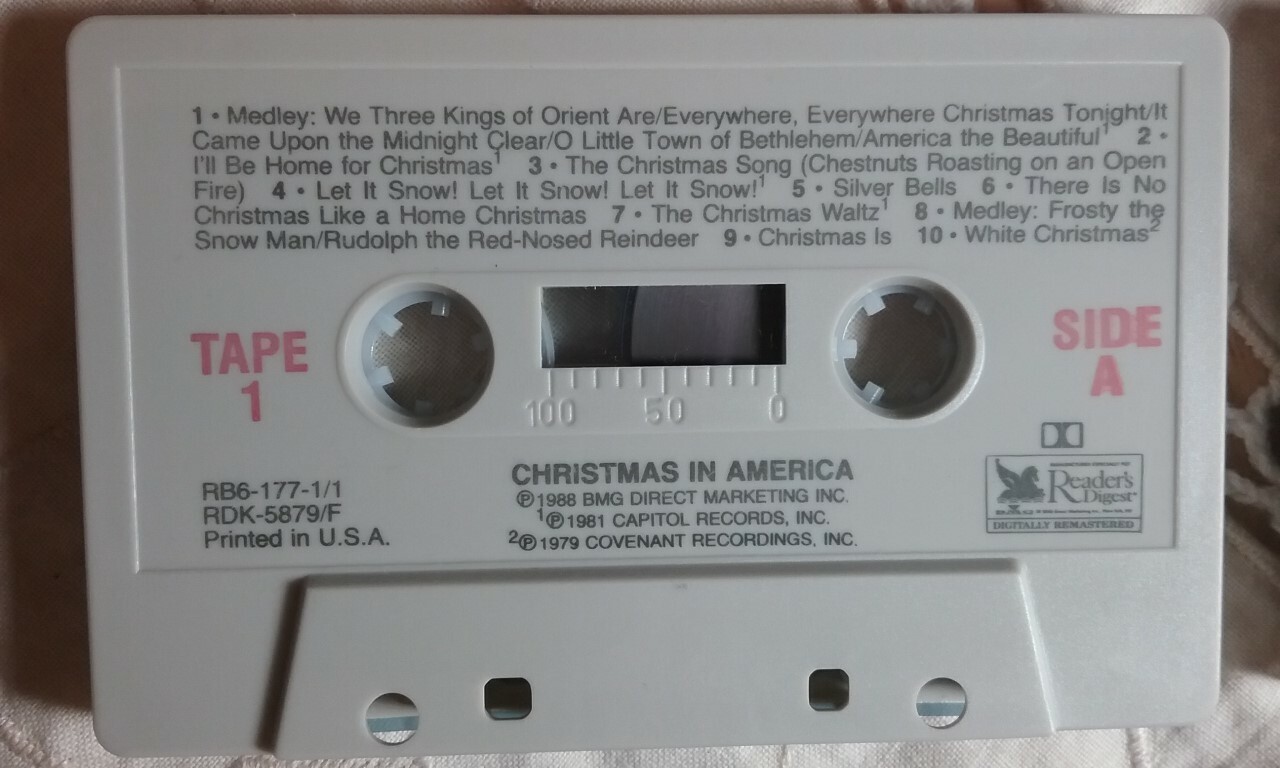 1 • Medley: We Three Kings of Orient Are/Everywhere, Everywhere Christmas Tonight/It
Came Upon the Midnight Clear/O Little Town of Bethlehem/America the Beautiful¹ 2 •
I'll Be Home for Christmas¹ 3 • The Christmas Song (Chestnuts Roasting on an Open
Fire) 4 • Let It Snow! Let It Snow! Let It Snow!¹ 5 • Silver Bells 6 • There Is No
Christmas Like a Home Christmas 7 • The Christmas Waltz¹ 8 • Medley: Frosty the
Snow Man/Rudolph the Red-Nosed Reindeer 9 • Christmas Is 10 • White Christmas²
TAPE
1
100 50 0
SIDE
A
RB6-177-1/1
RDK-5879/F
Printed in U.S.A.
CHRISTMAS IN AMERICA
℗1988 BMG DIRECT MARKETING INC.
¹℗1981 CAPITOL RECORDS, INC.
²℗1979 COVENANT RECORDINGS, INC.
Reader's
Digest
DIGITALLY REMASTERED